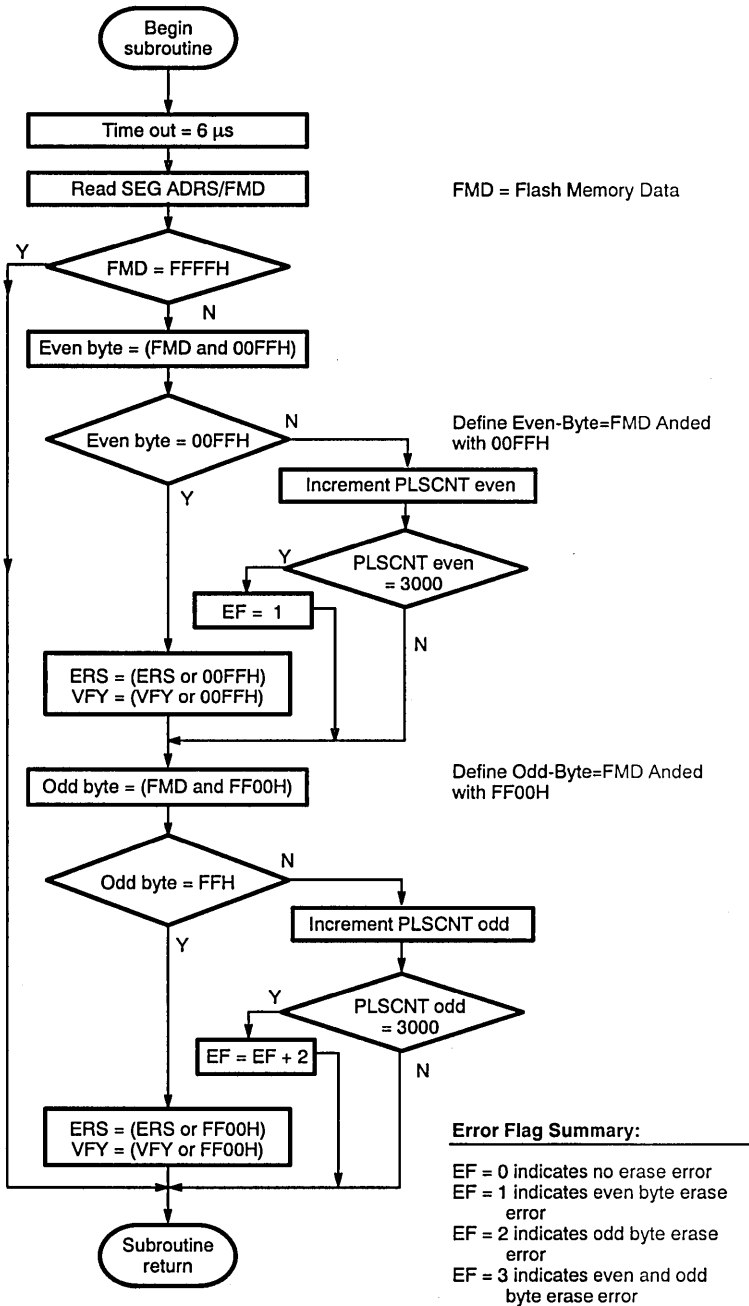 Begin
subroutine
Time out = 6 µs
Read SEG ADRS/FMD
FMD = Flash Memory Data
Y
FMD = FFFFH
N
Even byte = (FMD and 00FFH)
N
Define Even-Byte=FMD Anded
with 00FFH
Even byte = 00FFH
Increment PLSCNT even
Y
Y
PLSCNT even
= 3000
EF = 1
N
ERS = (ERS or 00FFH)
VFY = (VFY or 00FFH)
Odd byte = (FMD and FF00H)
Define Odd-Byte=FMD Anded
with FF00H
N
Odd byte = FFH
Increment PLSCNT odd
Y
Y
PLSCNT odd
= 3000
EF = EF + 2
N
ERS = (ERS or FF00H)
VFY = (VFY or FF00H)
Subroutine
return
Error Flag Summary:
EF = 0 indicates no erase error
EF = 1 indicates even byte erase
error
EF = 2 indicates odd byte erase
error
EF = 3 indicates even and odd
byte erase error